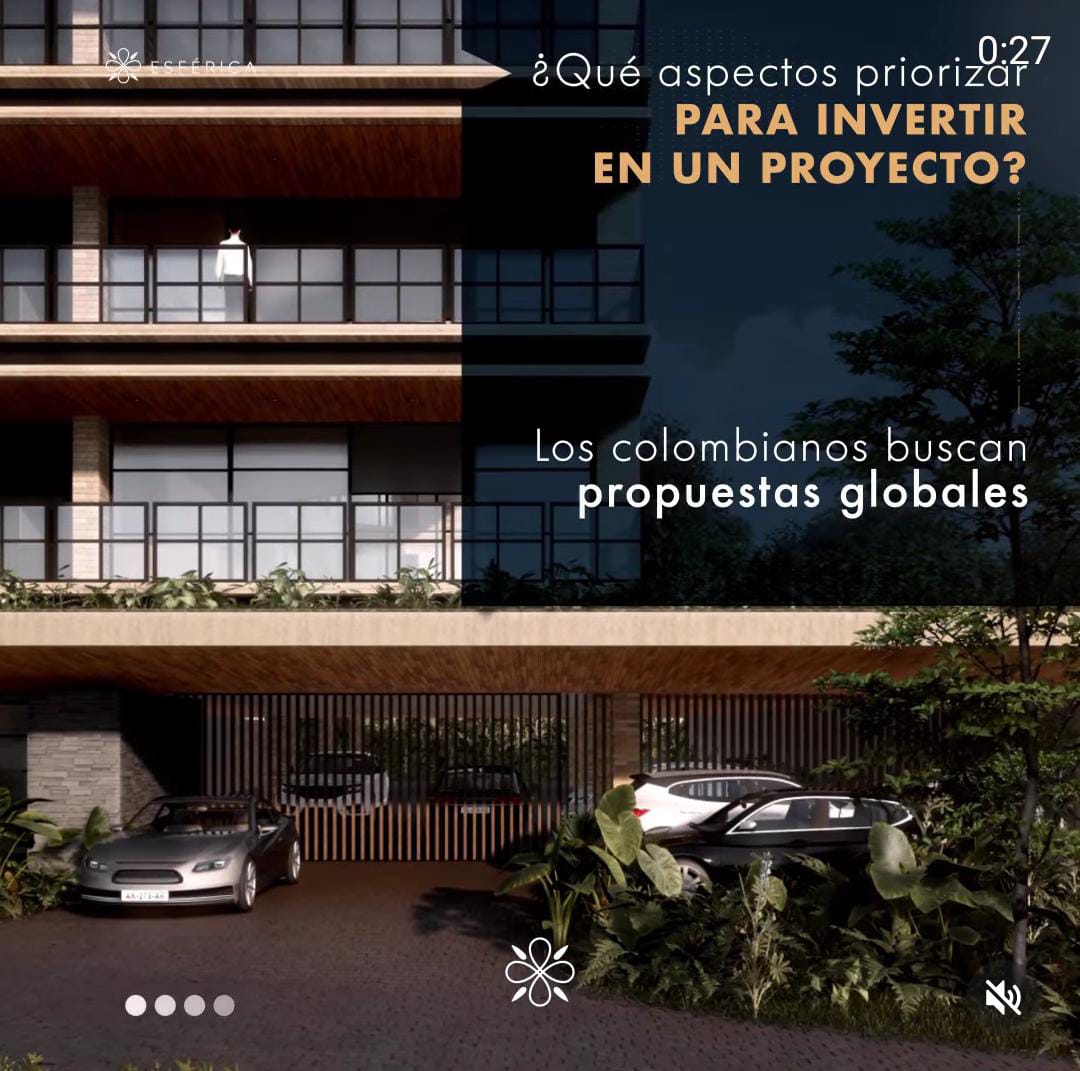 ESFÉRICA
0:27
¿Qué aspectos priorizar
PARA INVERTIR
EN UN PROYECTO?
Los colombianos buscan
propuestas globales